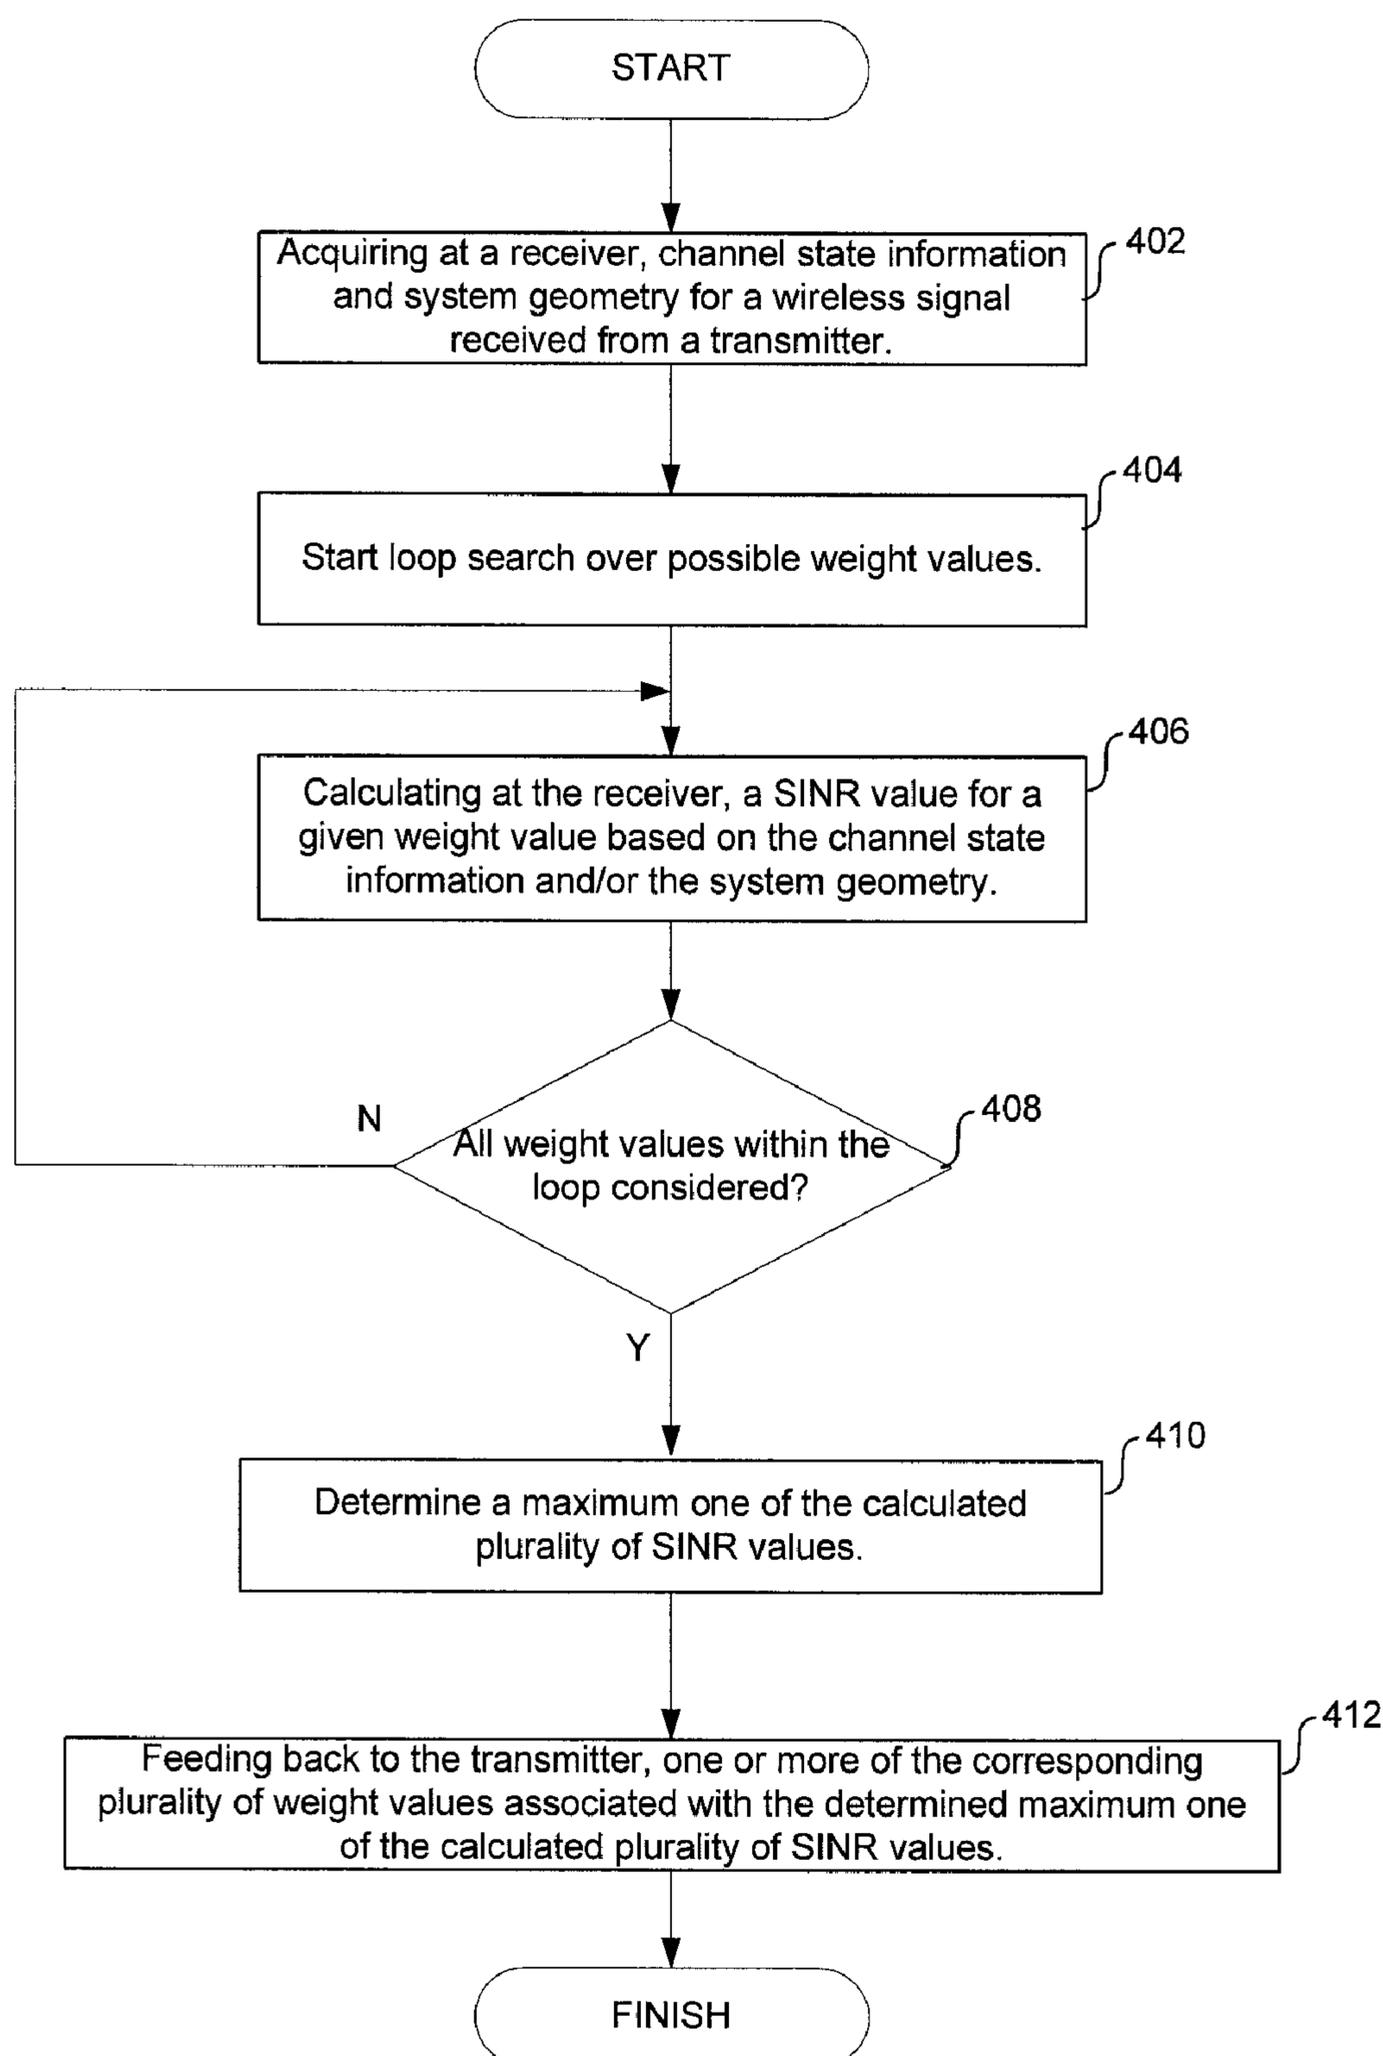 START
402
Acquiring at a receiver, channel state information
and system geometry for a wireless signal
received from a transmitter.
404
Start loop search over possible weight values.
406
Calculating at the receiver, a SINR value for a
given weight value based on the channel state
information and/or the system geometry.
408
N
All weight values within the
loop considered?
Y
410
Determine a maximum one of the calculated
plurality of SINR values.
412
Feeding back to the transmitter, one or more of the corresponding
plurality of weight values associated with the determined maximum one
of the calculated plurality of SINR values.
FINISH